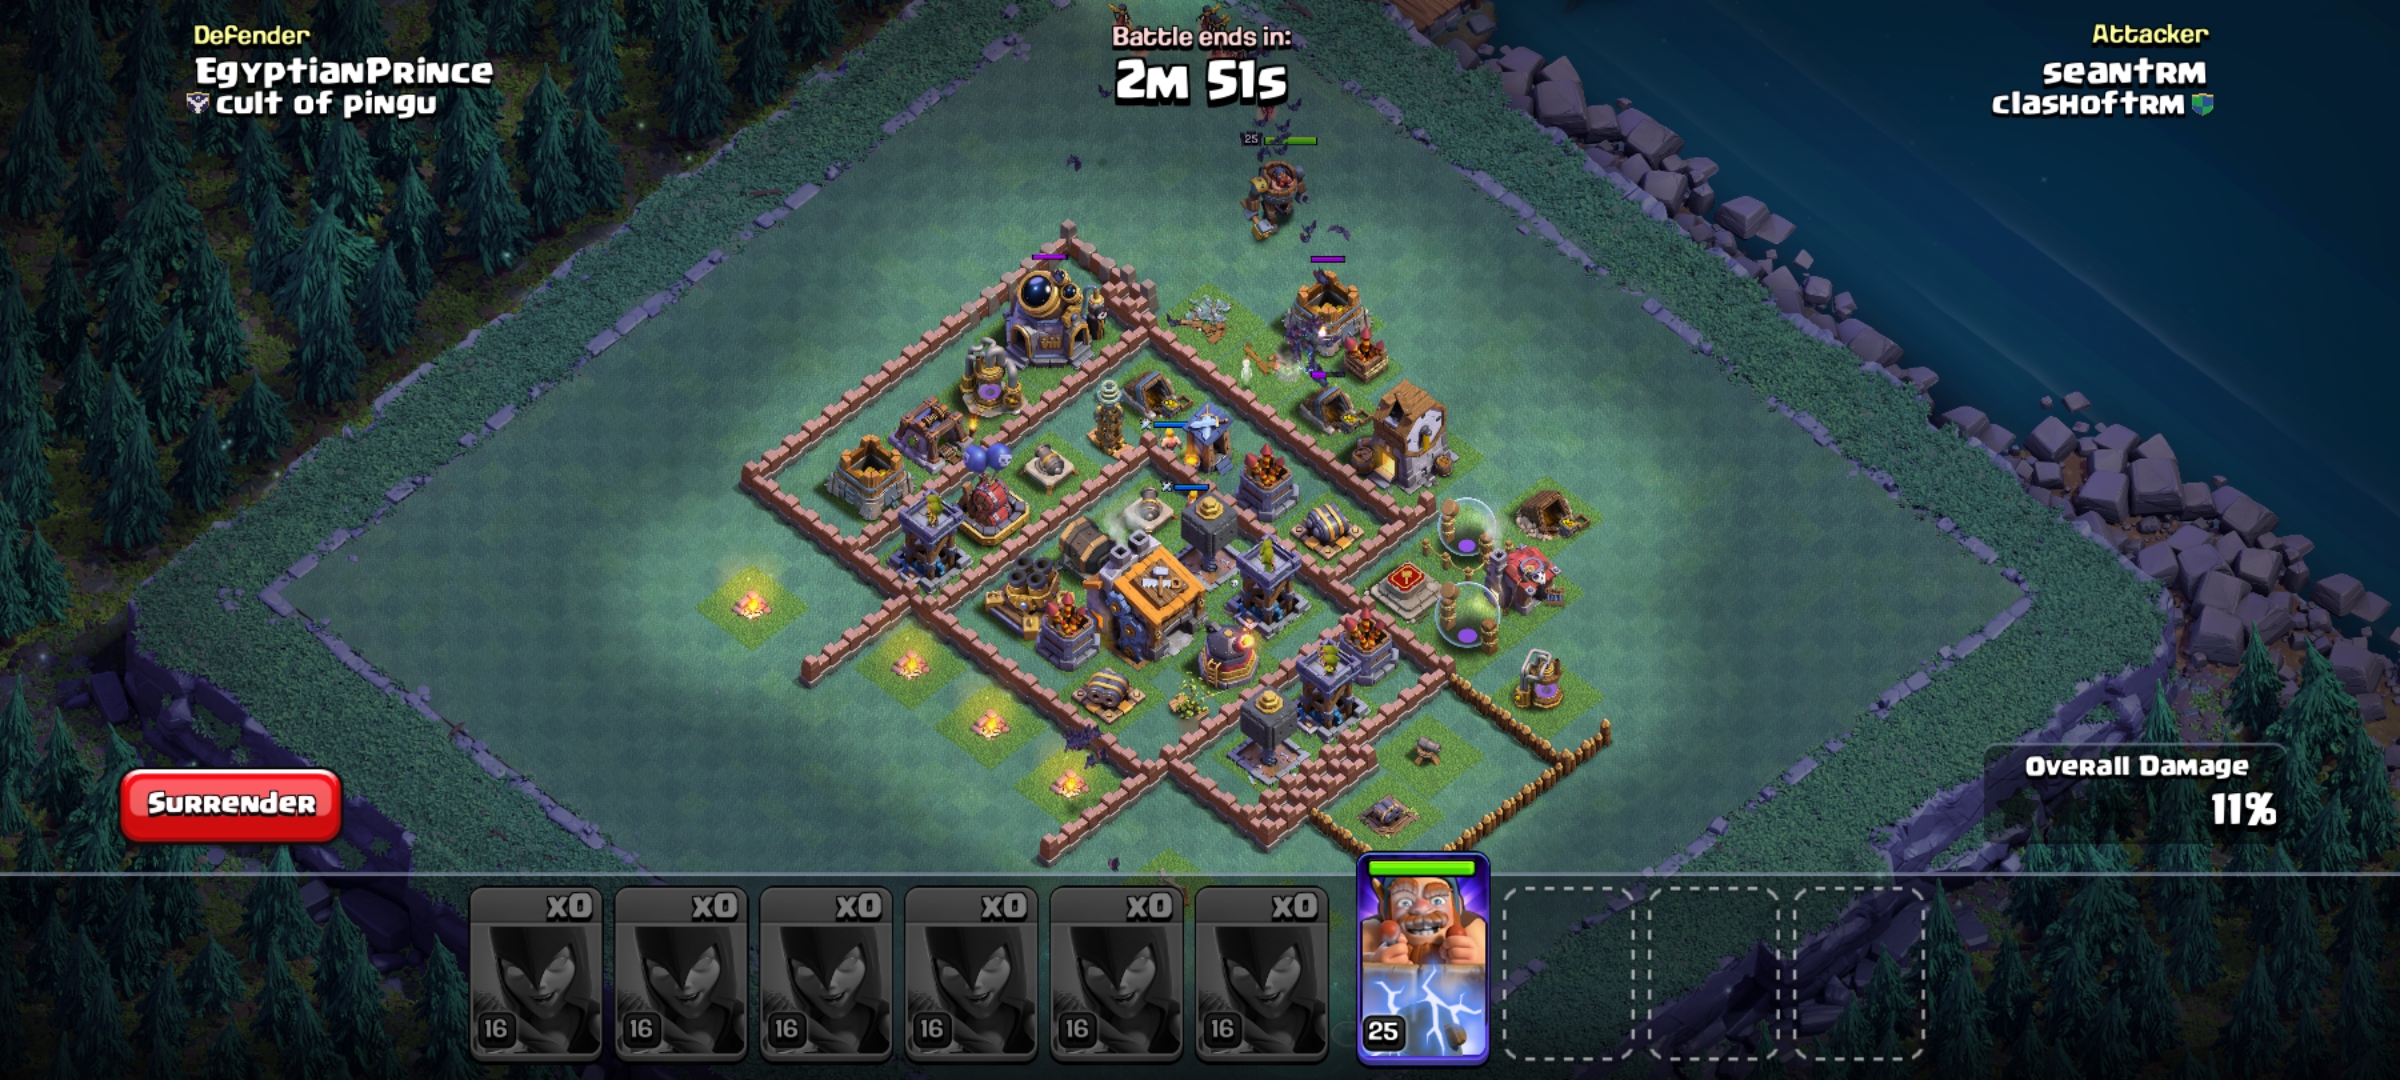 Defender
EgyptianPrince
cult of pingu
Battle ends in:
2M 51s
Attacker
seantrm
clashoftrm
25
Surrender
Overall Damage
11%
x0
x0
x0
x0
x0
x0
16
16
16
16
16
16
25